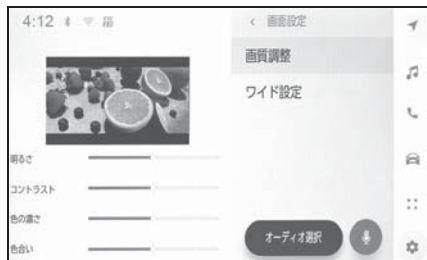 4:12
< 画面設定
画質調整
ワイド設定
明るさ
コントラスト
色の濃さ
色合い
オーディオ選択